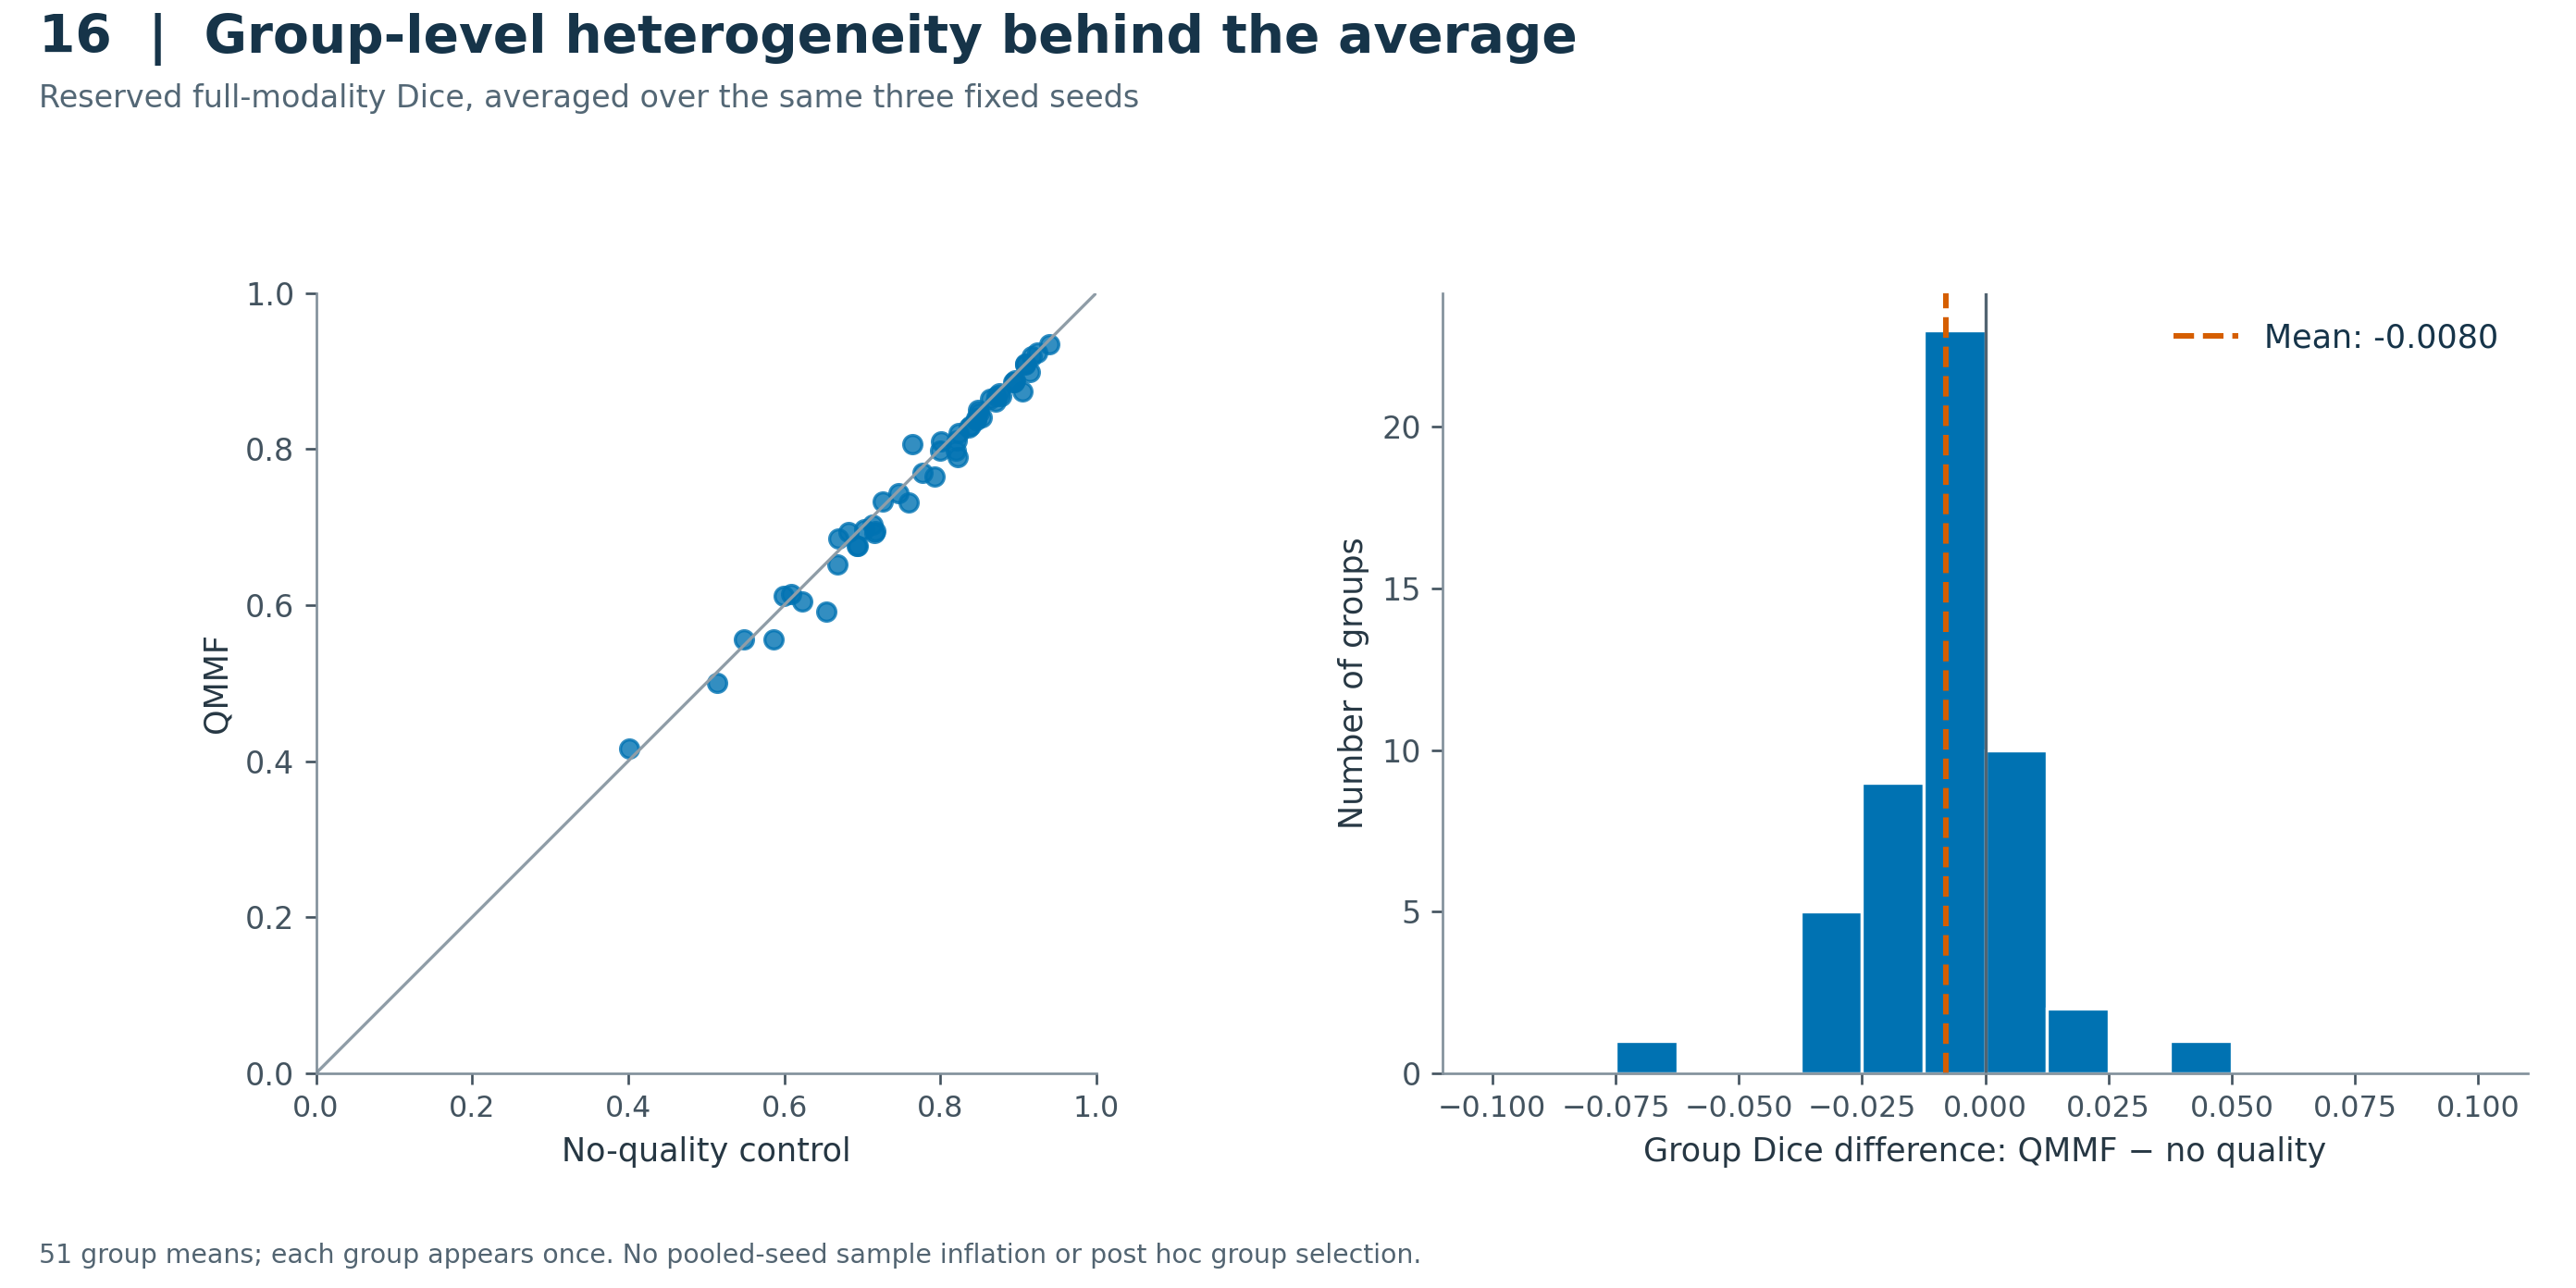 16 | Group-level heterogeneity behind the average
Reserved full-modality Dice, averaged over the same three fixed seeds
1.0
0.8
0.6
0.4
0.2
0.0
QMMF
0.0 0.2 0.4 0.6 0.8 1.0
No-quality control
Mean: -0.0080
20
15
10
5
0
Number of groups
−0.100 −0.075 −0.050 −0.025 0.000 0.025 0.050 0.075 0.100
Group Dice difference: QMMF − no quality
51 group means; each group appears once. No pooled-seed sample inflation or post hoc group selection.